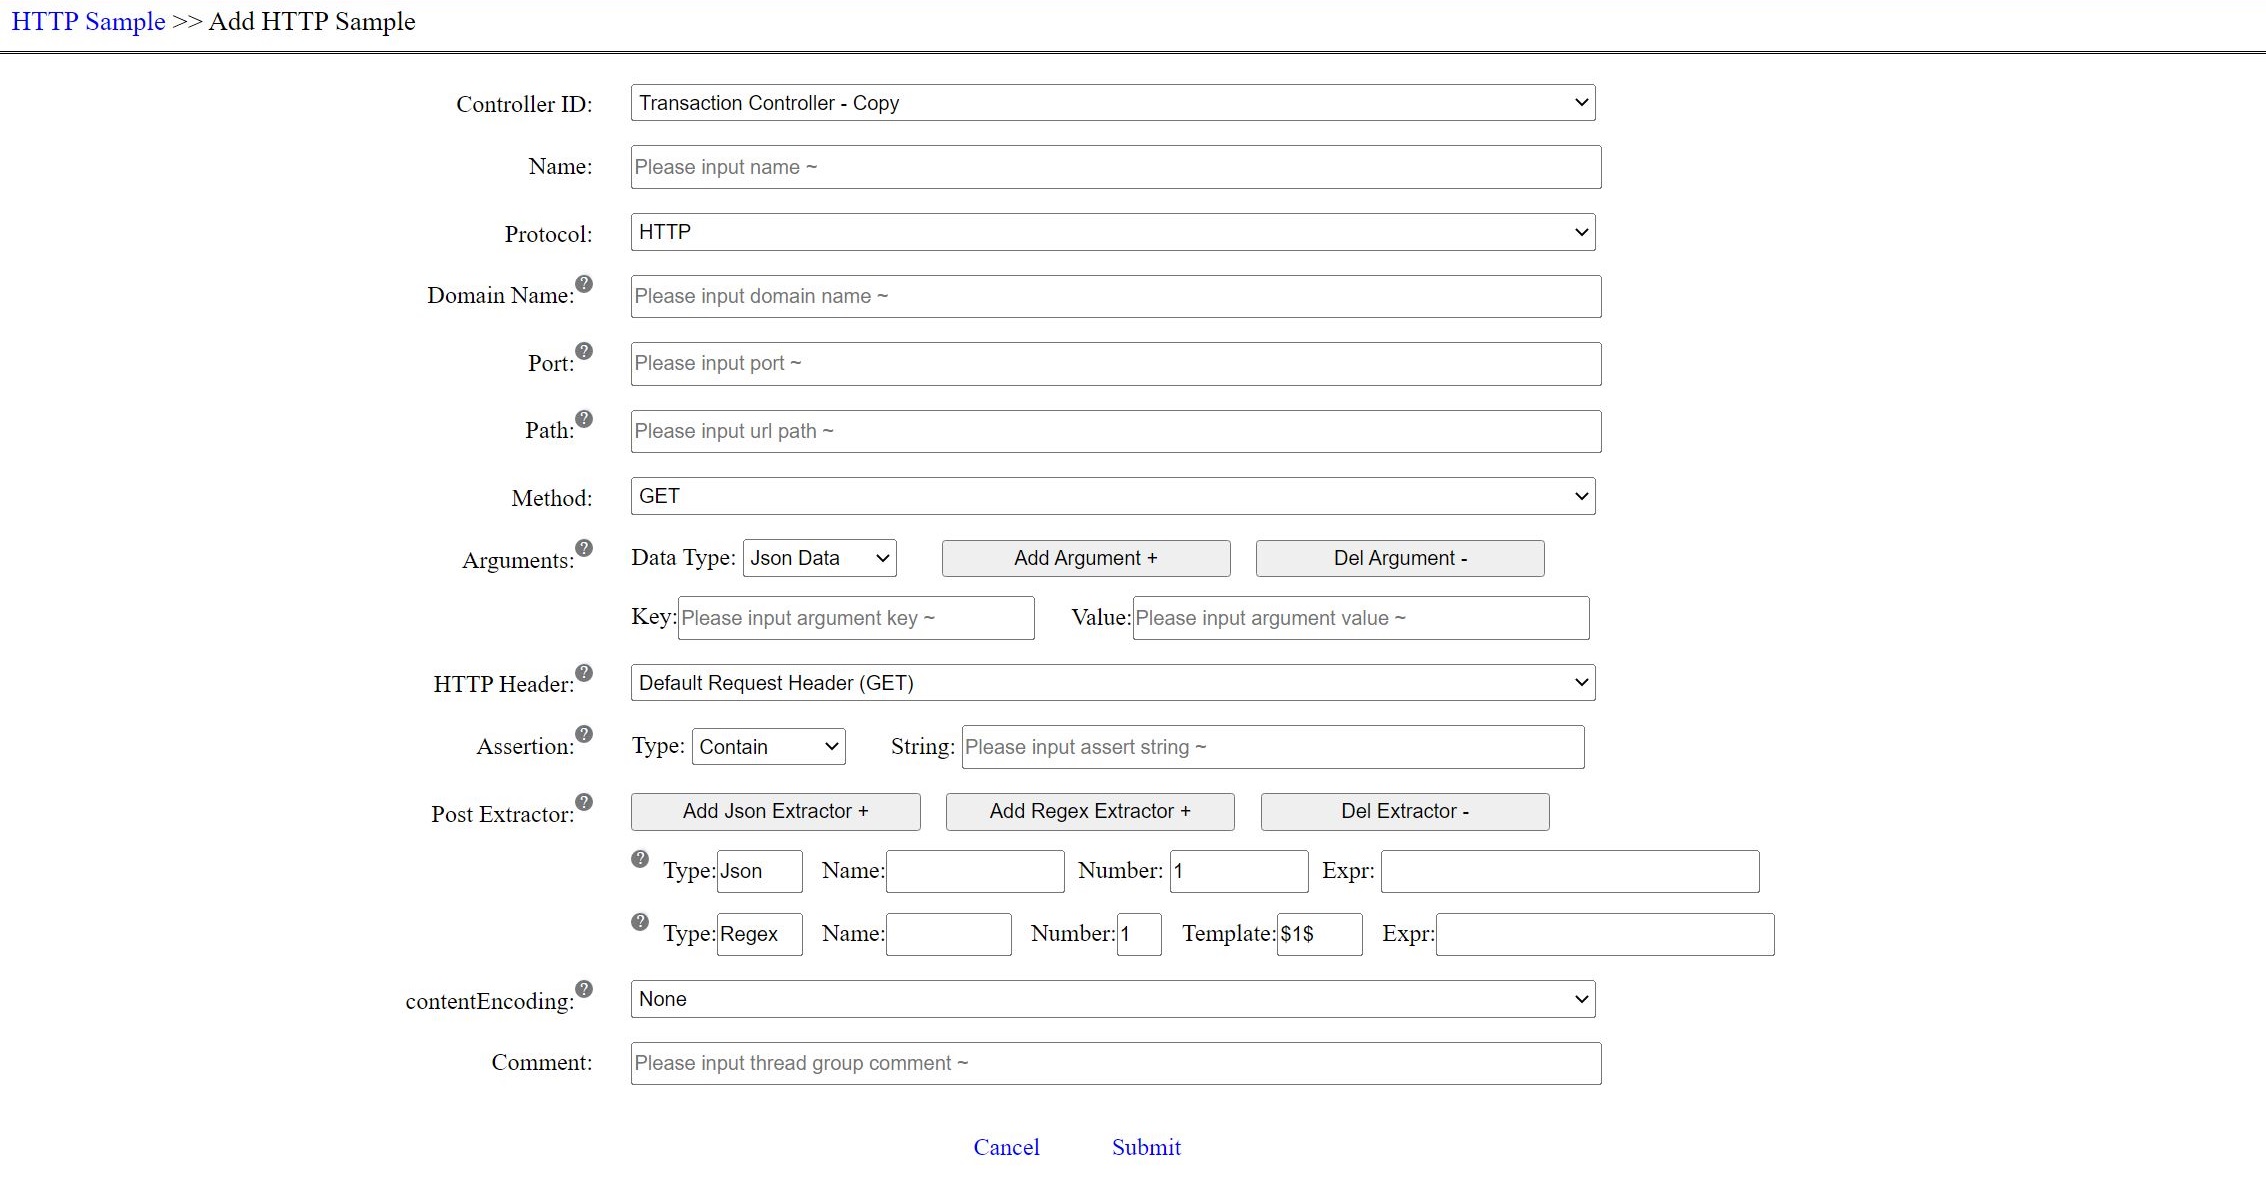 HTTP Sample >> Add HTTP Sample
Controller ID: Transaction Controller - Copy
Name: Please input name ~
Protocol: HTTP
Domain Name:? Please input domain name ~
Port:? Please input port ~
Path:? Please input url path ~
Method: GET
Arguments:? Data Type: Json Data Add Argument + Del Argument -
Key: Please input argument key ~ Value: Please input argument value ~
HTTP Header:? Default Request Header (GET)
Assertion:? Type: Contain String: Please input assert string ~
Post Extractor:? Add Json Extractor + Add Regex Extractor + Del Extractor -
? Type: Json Name: Number: 1 Expr:
? Type: Regex Name: Number: 1 Template: $1$ Expr:
contentEncoding:? None
Comment: Please input thread group comment ~
Cancel Submit